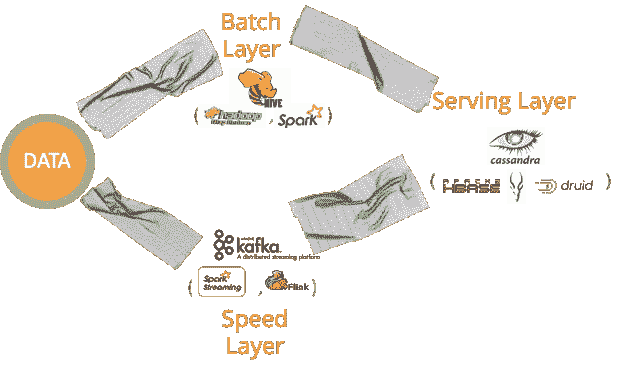 Batch
Layer
HIVE
( hadoop , Spark )
Serving Layer
cassandra
( APACHE HBASE druid )
DATA
kafka
A distributed streaming platform
( Spark Streaming , Flink )
Speed
Layer